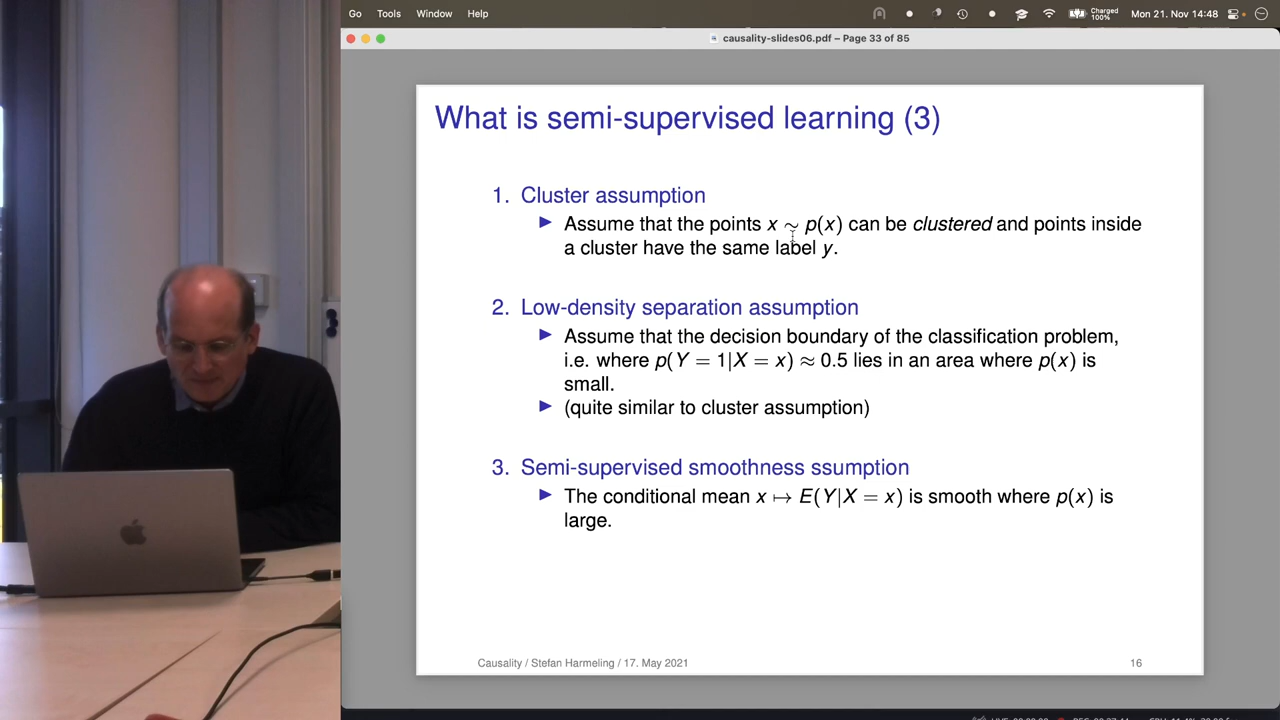 Go Tools Window Help
Charged 100% Mon 21. Nov 14:48
causality-slides06.pdf – Page 33 of 85
What is semi-supervised learning (3)
1. Cluster assumption
▶ Assume that the points x ∼ p(x) can be clustered and points inside
a cluster have the same label y.
2. Low-density separation assumption
▶ Assume that the decision boundary of the classification problem,
i.e. where p(Y = 1|X = x) ≈ 0.5 lies in an area where p(x) is
small.
▶ (quite similar to cluster assumption)
3. Semi-supervised smoothness ssumption
▶ The conditional mean x ↦ E(Y|X = x) is smooth where p(x) is
large.
Causality / Stefan Harmeling / 17. May 2021
16